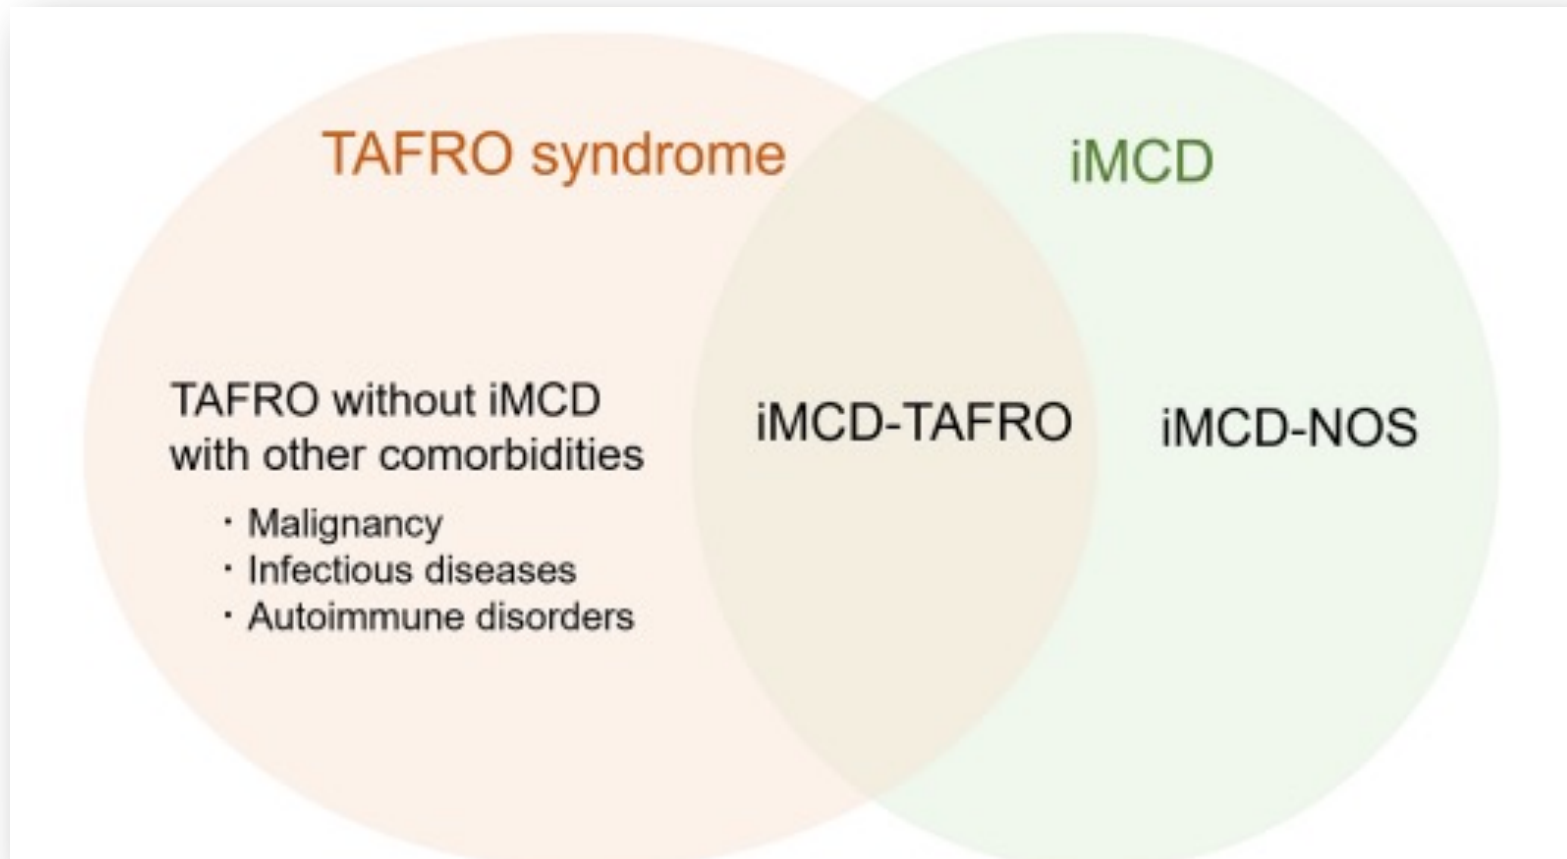 TAFRO syndrome
iMCD
TAFRO without iMCD
with other comorbidities
・Malignancy
・Infectious diseases
・Autoimmune disorders
iMCD-TAFRO
iMCD-NOS